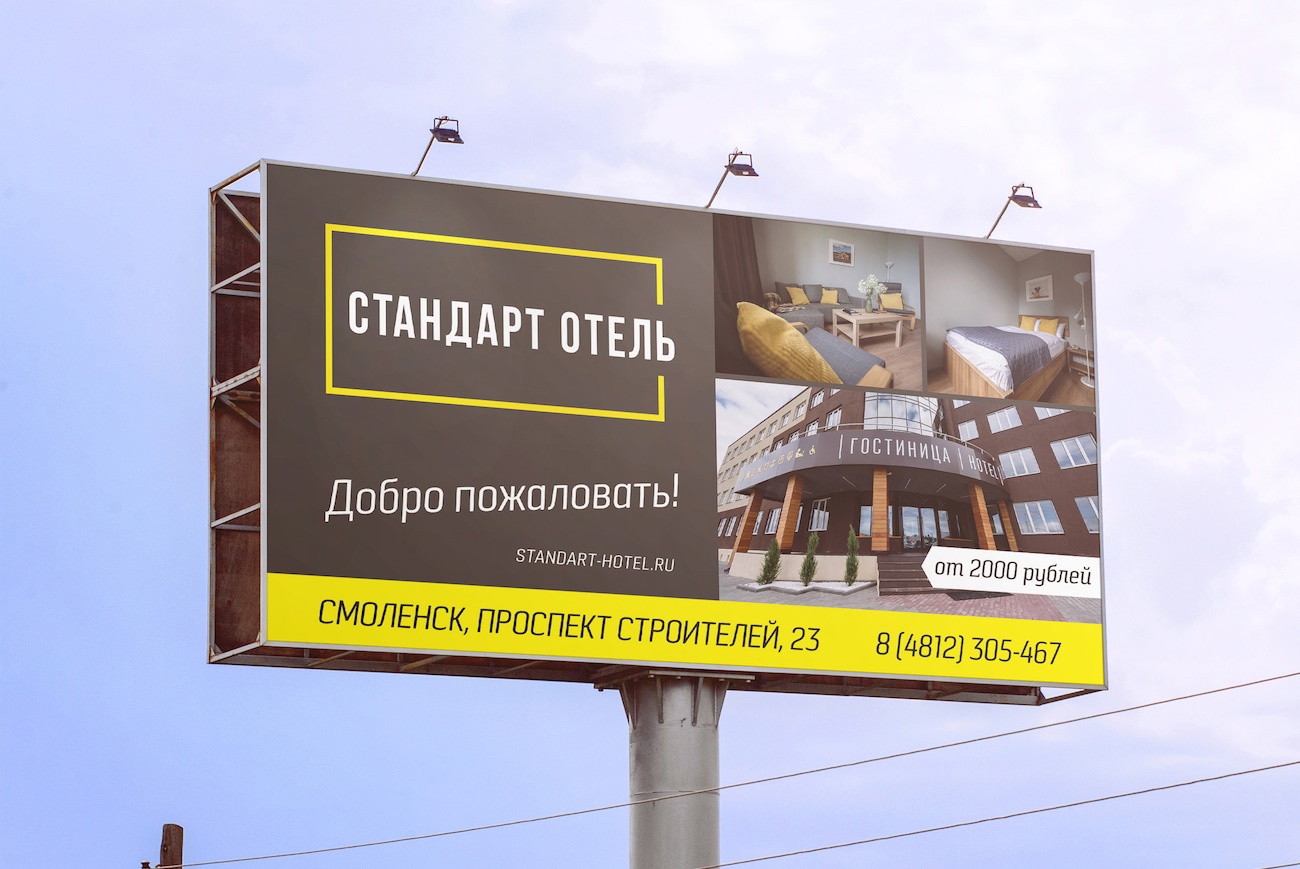 СТАНДАРТ ОТЕЛЬ
Добро пожаловать!
STANDART-HOTEL.RU
ГОСТИНИЦА | HOTEL
от 2000 рублей
СМОЛЕНСК, ПРОСПЕКТ СТРОИТЕЛЕЙ, 23
8 (4812) 305-467